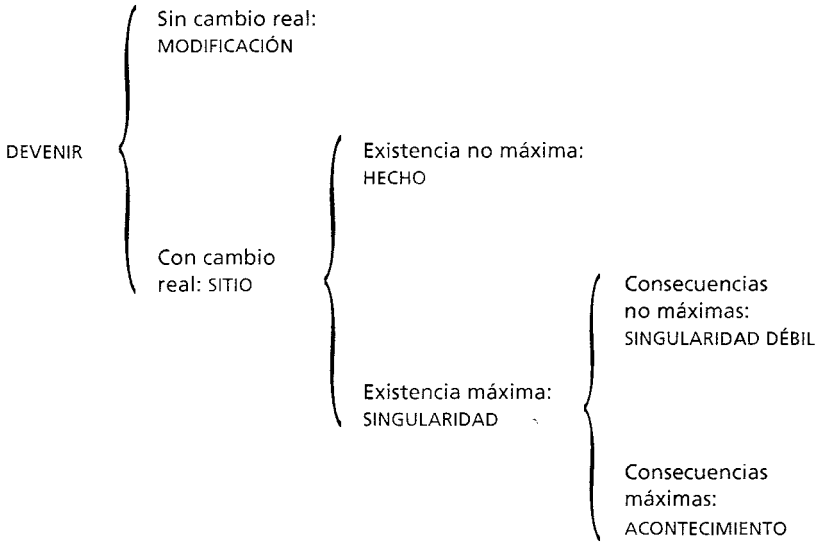 Sin cambio real:
MODIFICACIÓN
DEVENIR
Existencia no máxima:
HECHO
Con cambio
real: SITIO
Consecuencias
no máximas:
SINGULARIDAD DÉBIL
Existencia máxima:
SINGULARIDAD
Consecuencias
máximas:
ACONTECIMIENTO